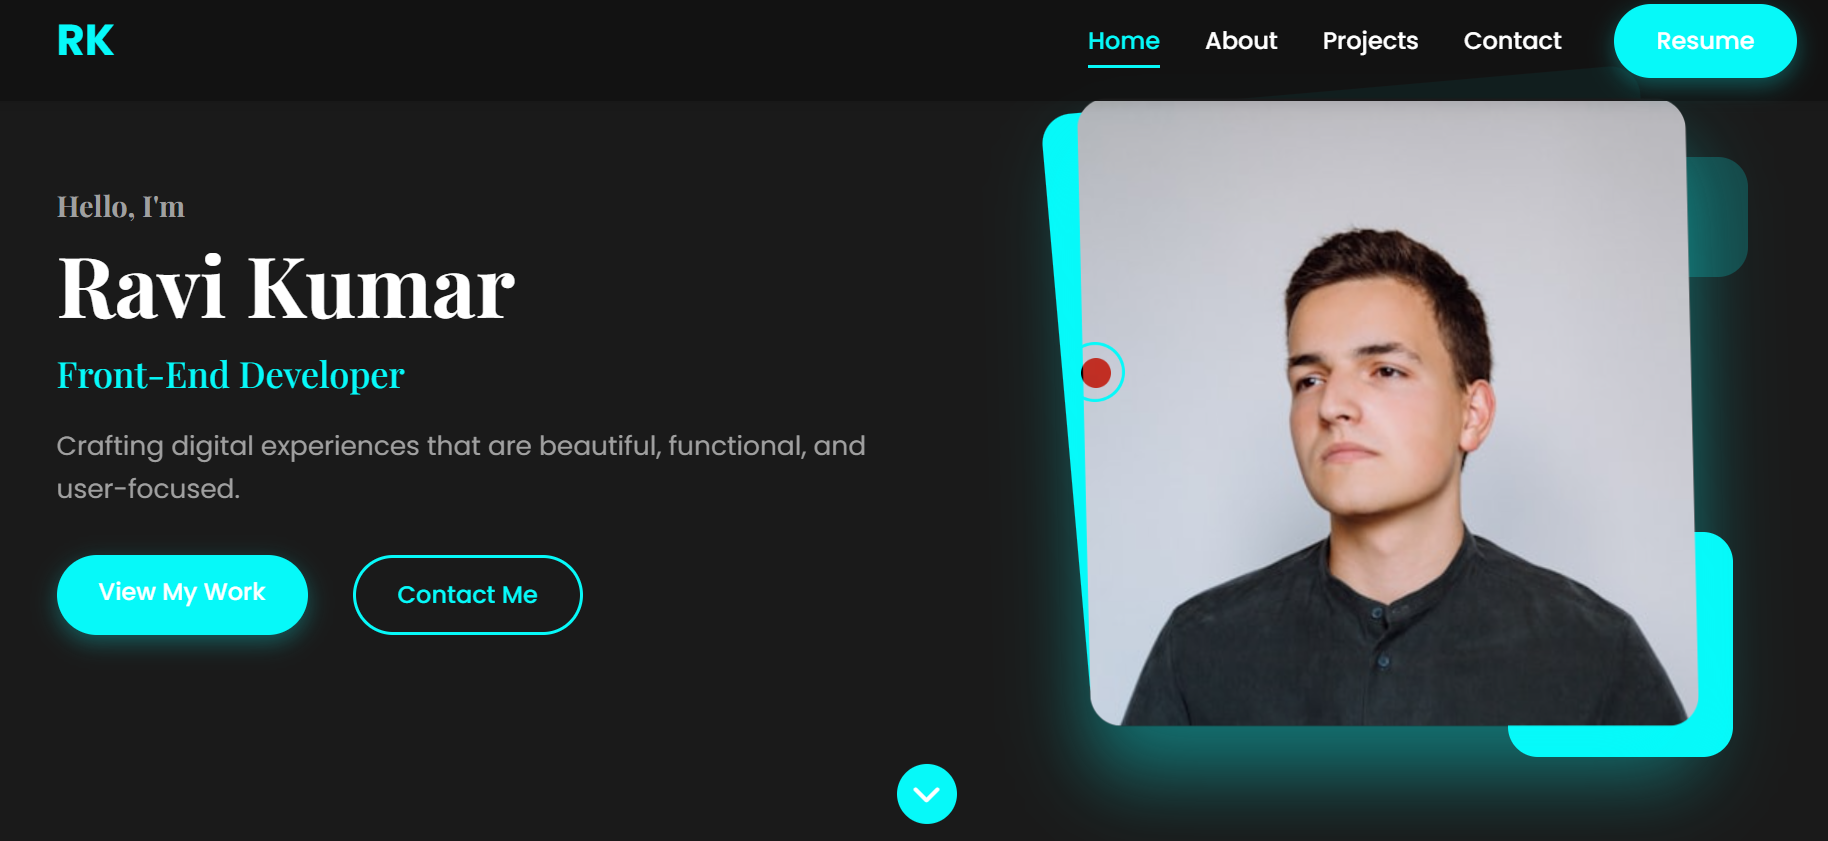 RK
Home About Projects Contact Resume
Hello, I'm
Ravi Kumar
Front-End Developer
Crafting digital experiences that are beautiful, functional, and
user-focused.
View My Work Contact Me